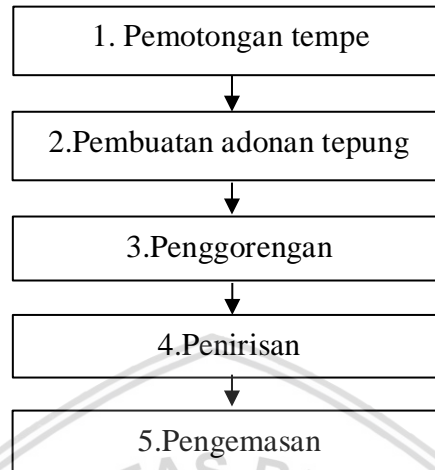 1. Pemotongan tempe
2.Pembuatan adonan tepung
3.Penggorengan
4.Penirisan
5.Pengemasan